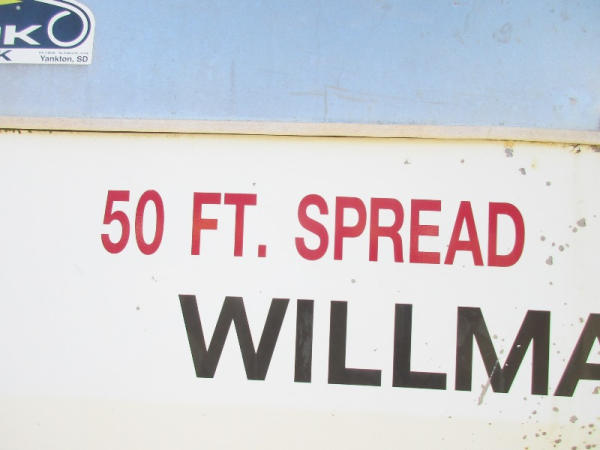 K
Yankton, SD
50 FT. SPREAD
WILLMA